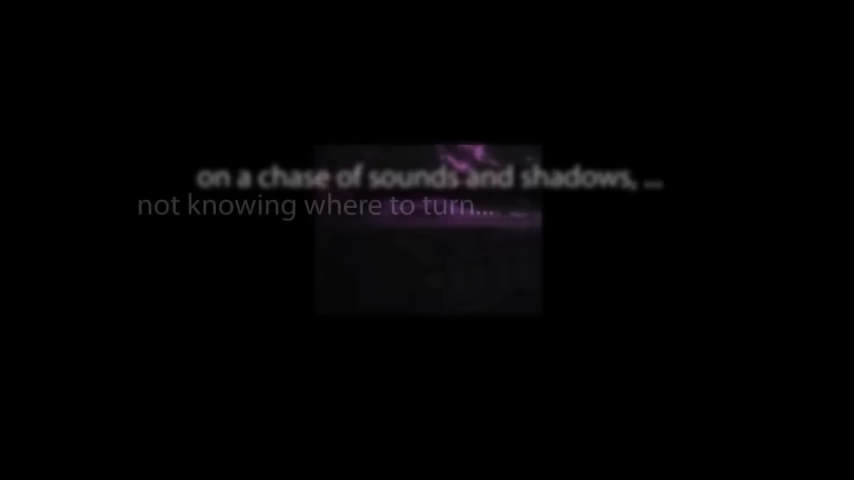 on a chase of sounds and shadows, ...
not knowing where to turn...